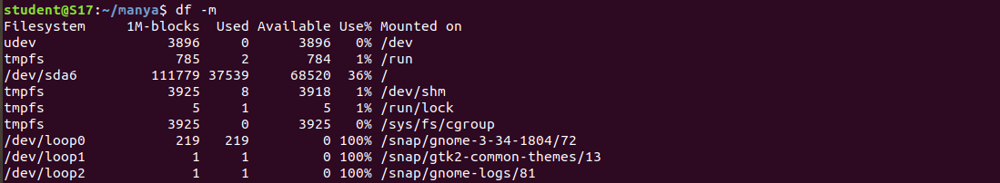 student@S17:~/manya$ df -m
Filesystem     1M-blocks  Used Available Use% Mounted on
udev                3896     0      3896   0% /dev
tmpfs                785     2       784   1% /run
/dev/sda6         111779 37539     68520  36% /
tmpfs               3925     8      3918   1% /dev/shm
tmpfs                  5     1         5   1% /run/lock
tmpfs               3925     0      3925   0% /sys/fs/cgroup
/dev/loop0           219   219         0 100% /snap/gnome-3-34-1804/72
/dev/loop1             1     1         0 100% /snap/gtk2-common-themes/13
/dev/loop2             1     1         0 100% /snap/gnome-logs/81